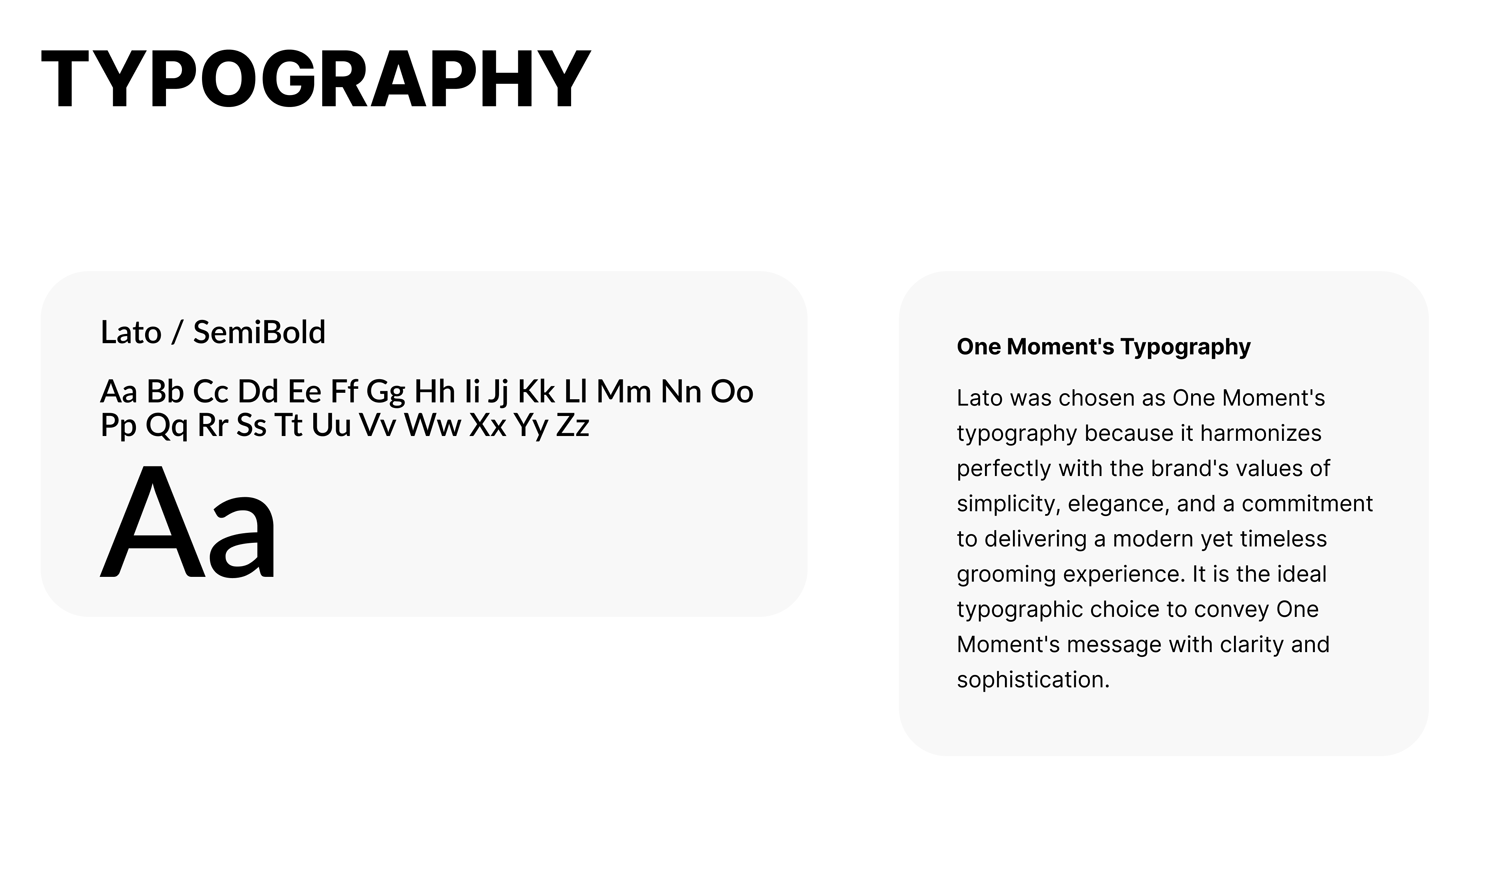 TYPOGRAPHY
Lato / SemiBold
Aa Bb Cc Dd Ee Ff Gg Hh Ii Jj Kk Ll Mm Nn Oo
Pp Qq Rr Ss Tt Uu Vv Ww Xx Yy Zz
Aa
One Moment's Typography
Lato was chosen as One Moment's
typography because it harmonizes
perfectly with the brand's values of
simplicity, elegance, and a commitment
to delivering a modern yet timeless
grooming experience. It is the ideal
typographic choice to convey One
Moment's message with clarity and
sophistication.